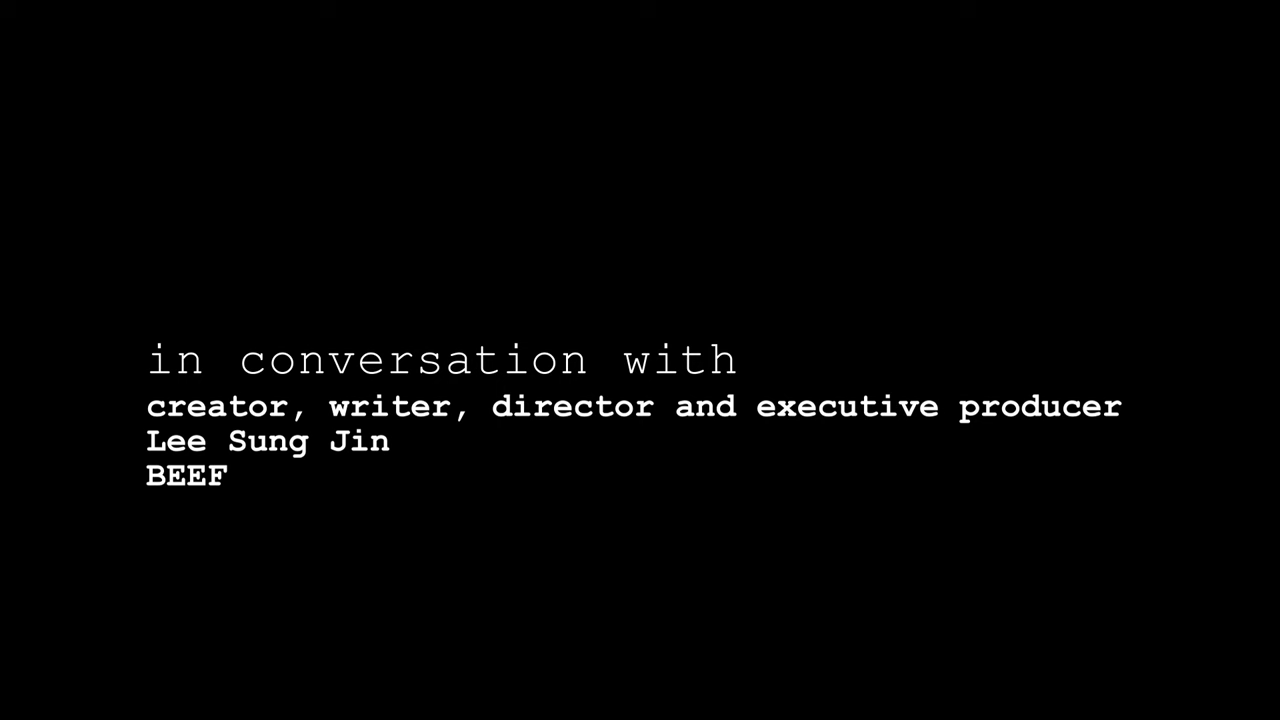 in conversation with
creator, writer, director and executive producer
Lee Sung Jin
BEEF